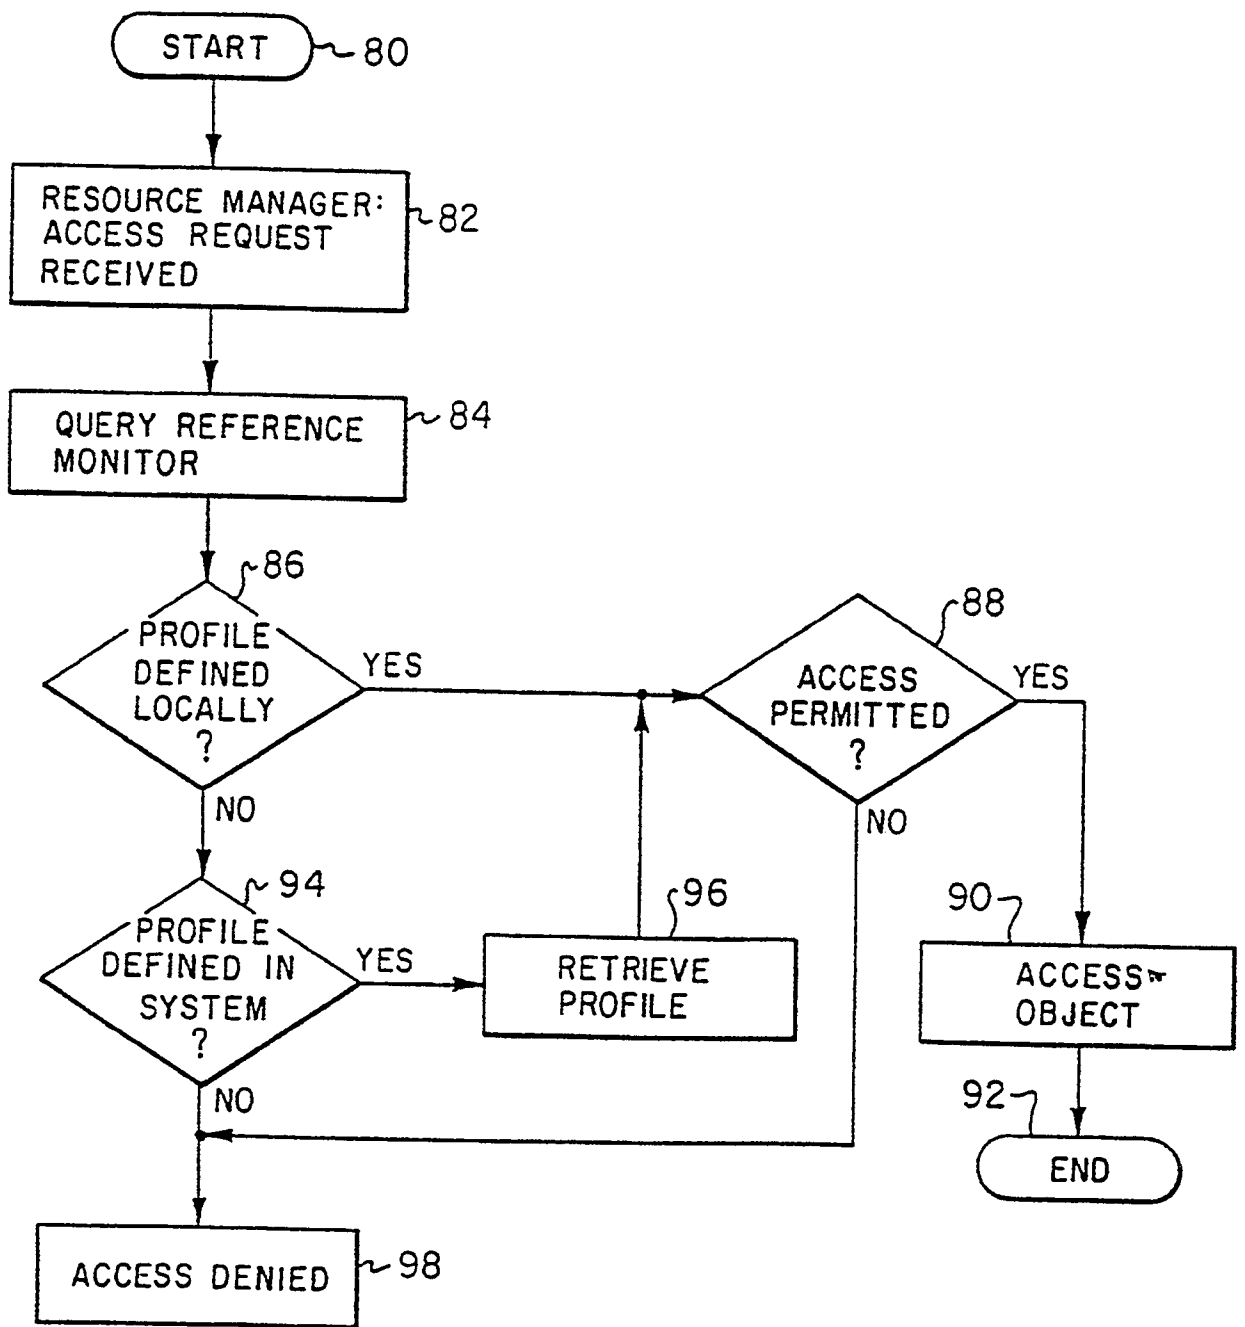 START
80
RESOURCE MANAGER:
ACCESS REQUEST
RECEIVED
82
QUERY REFERENCE
MONITOR
84
86
PROFILE
DEFINED
LOCALLY
?
YES
NO
88
ACCESS
PERMITTED
?
YES
NO
94
PROFILE
DEFINED IN
SYSTEM
?
YES
NO
96
RETRIEVE
PROFILE
90
ACCESS
OBJECT
92
END
ACCESS DENIED
98